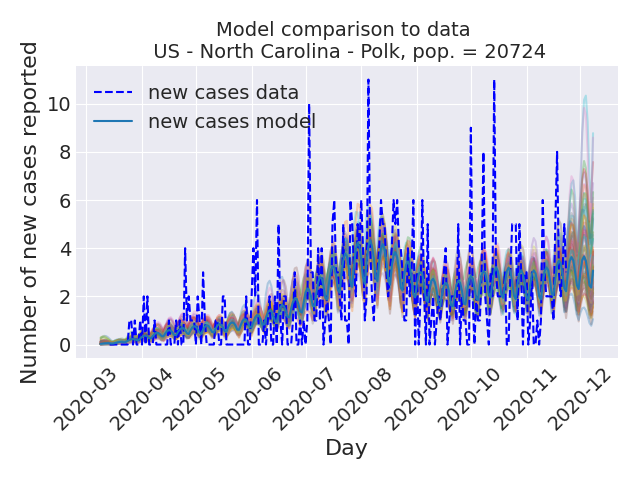 Model comparison to data
US - North Carolina - Polk, pop. = 20724
Number of new cases reported
10
8
6
4
2
0
new cases data
new cases model
2020-03
2020-04
2020-05
2020-06
2020-07
2020-08
2020-09
2020-10
2020-11
2020-12
Day